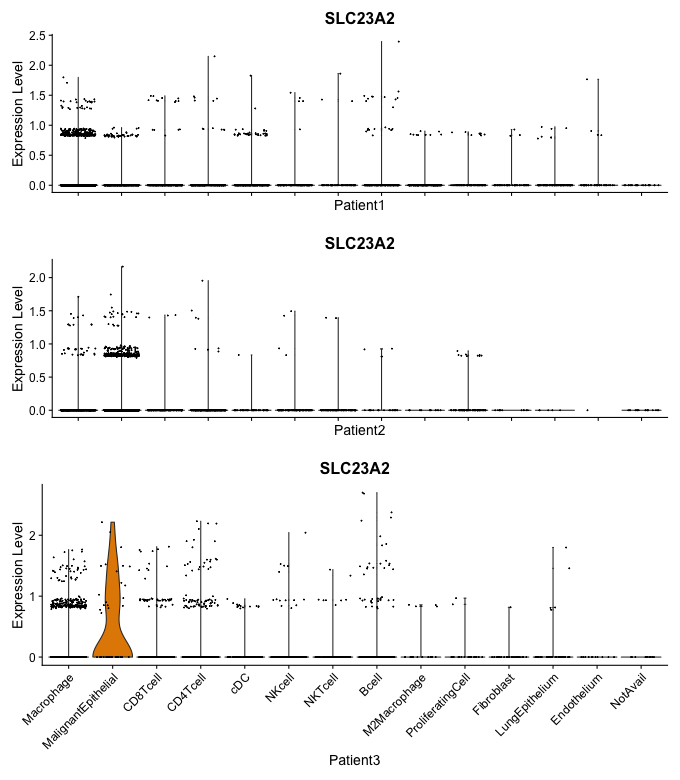 SLC23A2
Expression Level
2.5
2.0
1.5
1.0
0.5
0.0
Patient1
SLC23A2
Expression Level
2.0
1.5
1.0
0.5
0.0
Patient2
SLC23A2
Expression Level
2
1
0
Macrophage
MalignantEpithelial
CD8Tcell
CD4Tcell
cDC
NKcell
NKTcell
Bcell
M2Macrophage
ProliferatingCell
Fibroblast
LungEpithelium
Endothelium
NotAvail
Patient3